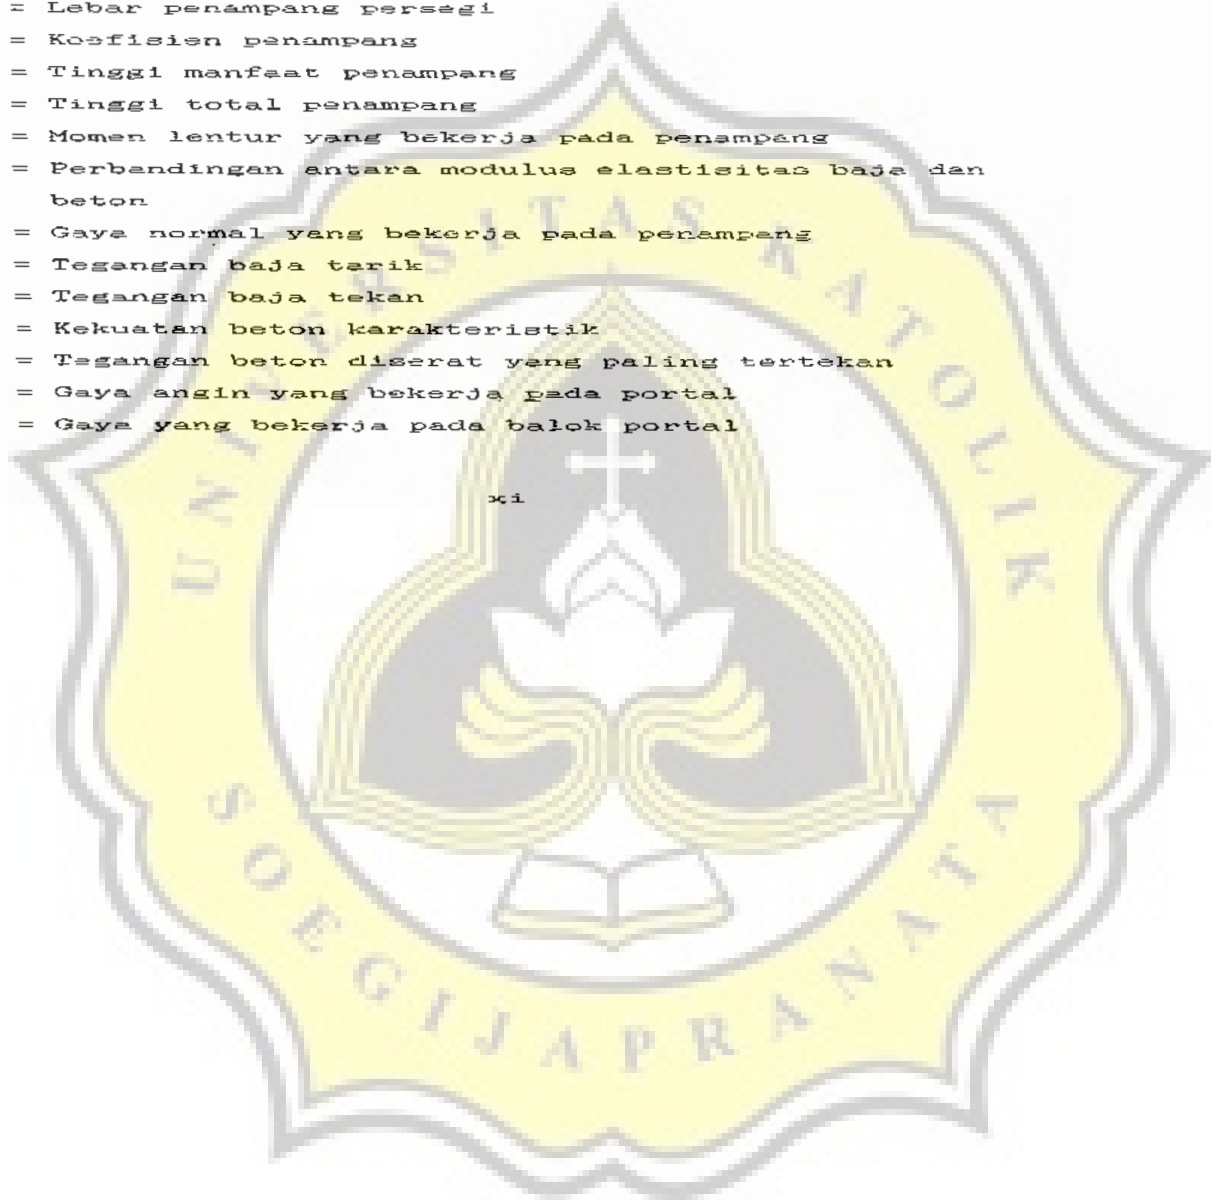 = Lebar penampang persegi
= Koefisien penampang
= Tinggi manfaat penampang
= Tinggi total penampang
= Momen lentur yang bekerja pada penampang
= Perbandingan antara modulus elastisitas baja dan
beton
= Gaya normal yang bekerja pada penampang
= Tegangan baja tarik
= Tegangan baja tekan
= Kekuatan beton karakteristik
= Tegangan beton diserat yang paling tertekan
= Gaya angin yang bekerja pada portal
= Gaya yang bekerja pada balok portal
xi
UNIVERSITAS KATOLIK
SOEGIJAPRANATA